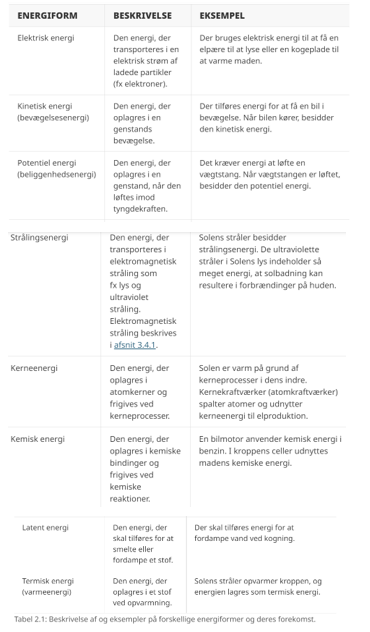 ENERGIFORM BESKRIVELSE EKSEMPEL
Elektrisk energi
Den energi, der
transporteres i en
elektrisk strøm af
ladede partikler
(fx elektroner).
Der bruges elektrisk energi til at få en
elpære til at lyse eller en kogeplade til
at varme maden.
Kinetisk energi
(bevægelsesenergi)
Den energi, der
oplagres i en
genstands
bevægelse.
Der tilføres energi for at få en bil i
bevægelse. Når bilen kører, besidder
den kinetisk energi.
Potentiel energi
(beliggenhedsenergi)
Den energi, der
oplagres i en
genstand, når den
løftes imod
tyngdekraften.
Det kræver energi at løfte en
vægtstang. Når vægtstangen er løftet,
besidder den potentiel energi.
Strålingsenergi
Den energi, der
transporteres i
elektromagnetisk
stråling som
fx lys og
ultraviolet
stråling.
Elektromagnetisk
stråling beskrives
i afsnit 3.4.1.
Solens stråler besidder
strålingsenergi. De ultraviolette
stråler i Solens lys indeholder så
meget energi, at solbadning kan
resultere i forbrændinger på huden.
Kerneenergi
Den energi, der
oplagres i
atomkerner og
frigives ved
kerneprocesser.
Solen er varm på grund af
kerneprocesser i dens indre.
Kernekraftværker (atomkraftværker)
spalter atomer og udnytter
kerneenergi til elproduktion.
Kemisk energi
Den energi, der
oplagres i kemiske
bindinger og
frigives ved
kemiske
reaktioner.
En bilmotor anvender kemisk energi i
benzin. I kroppens celler udnyttes
madens kemiske energi.
Latent energi
Den energi, der
skal tilføres for at
smelte eller
fordampe et stof.
Der skal tilføres energi for at
fordampe vand ved kogning.
Termisk energi
(varmeenergi)
Den energi, der
oplagres i et stof
ved opvarmning.
Solens stråler opvarmer kroppen, og
energien lagres som termisk energi.
Tabel 2.1: Beskrivelse af og eksempler på forskellige energiformer og deres forekomst.